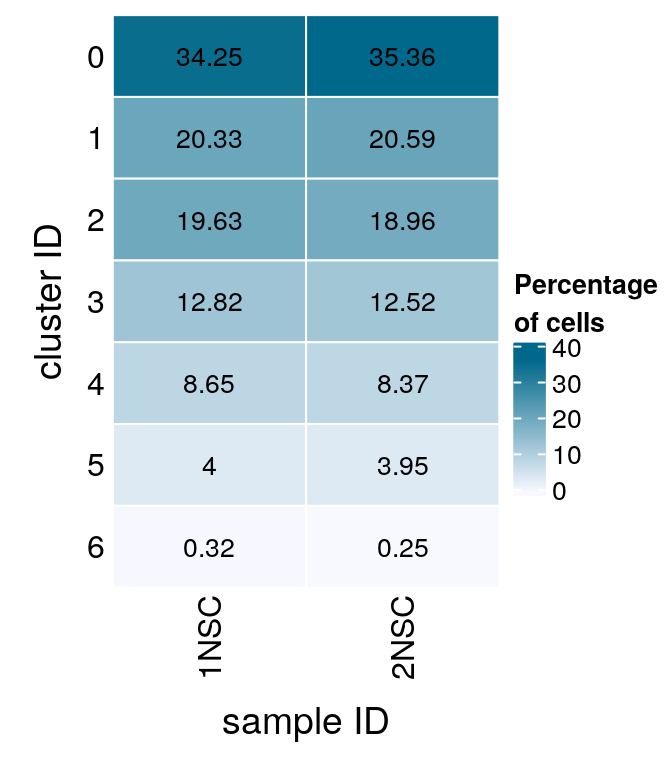 0 34.25 35.36
1 20.33 20.59
2 19.63 18.96
3 12.82 12.52
4 8.65 8.37
5 4 3.95
6 0.32 0.25
cluster ID
1NSC 2NSC
sample ID
Percentage
of cells
40
30
20
10
0